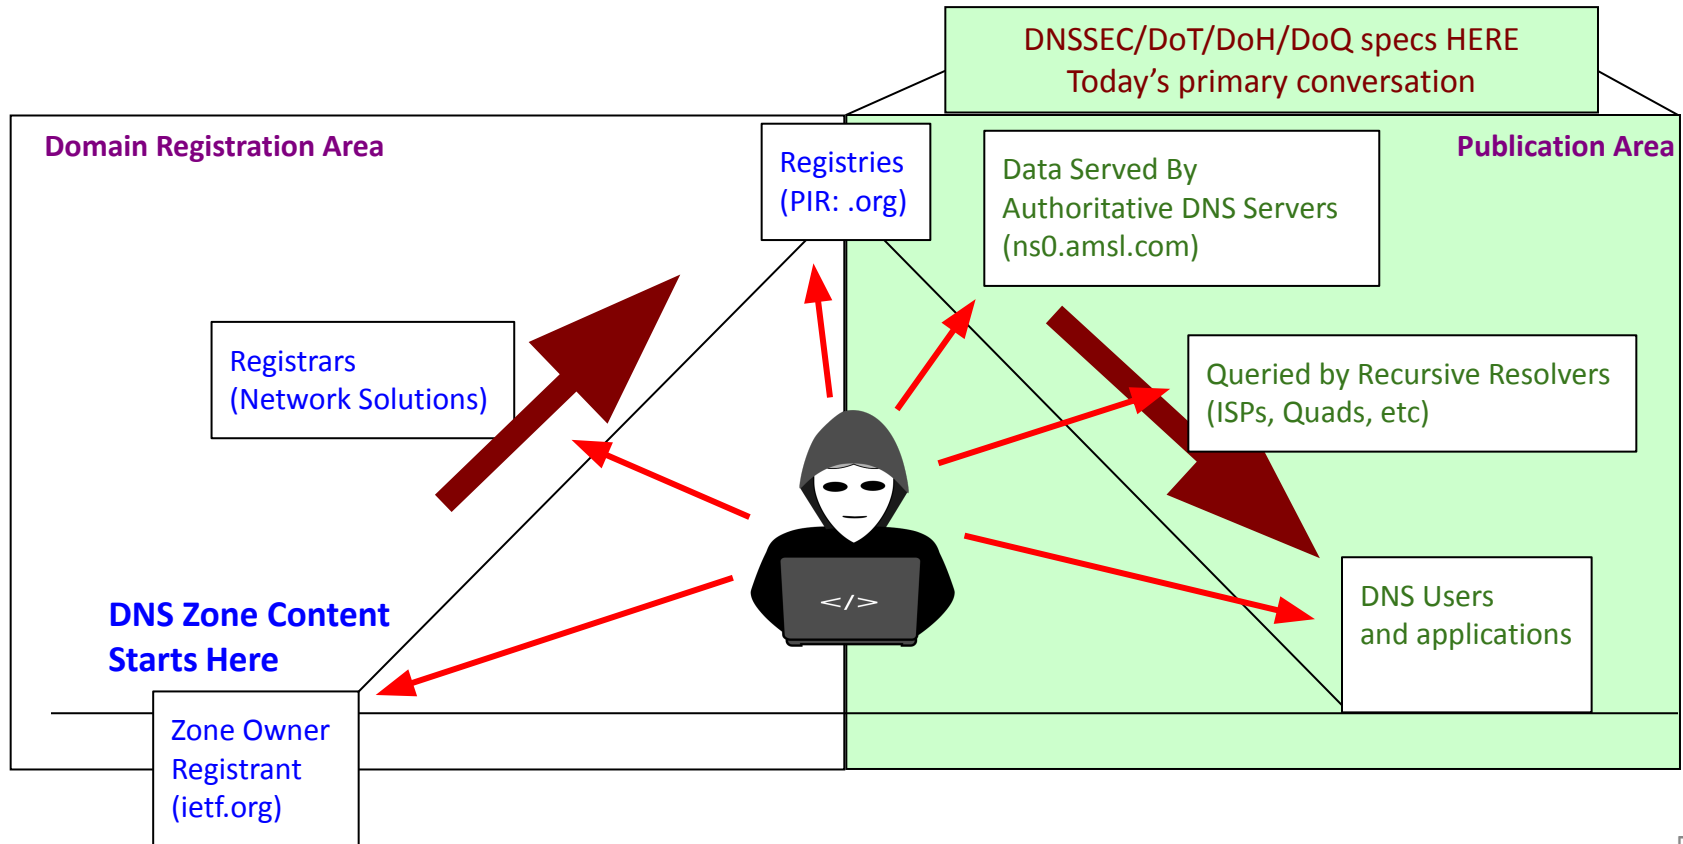 DNSSEC/DoT/DoH/DoQ specs HERE
Today’s primary conversation
Domain Registration Area
Publication Area
Registries
(PIR: .org)
Data Served By
Authoritative DNS Servers
(ns0.amsl.com)
Registrars
(Network Solutions)
Queried by Recursive Resolvers
(ISPs, Quads, etc)
</>
DNS Users
and applications
DNS Zone Content
Starts Here
Zone Owner
Registrant
(ietf.org)